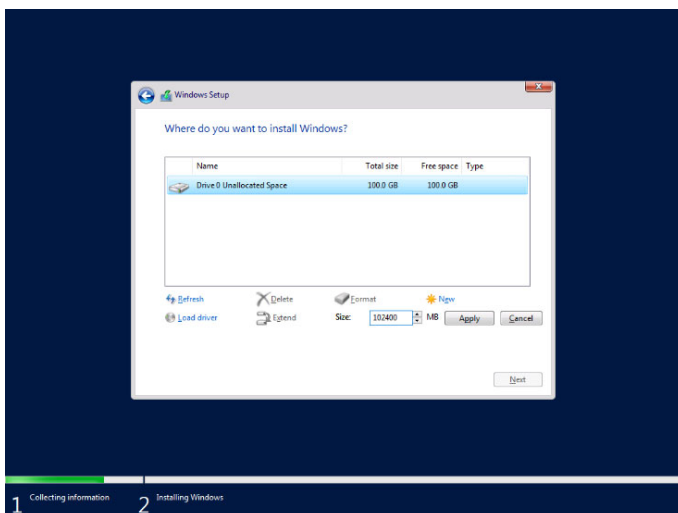 Windows Setup
Where do you want to install Windows?
Name Total size Free space Type
Drive 0 Unallocated Space 100.0 GB 100.0 GB
Refresh Delete Format New
Load driver Extend Size: 102400 MB Apply Cancel
Next
1 Collecting information 2 Installing Windows